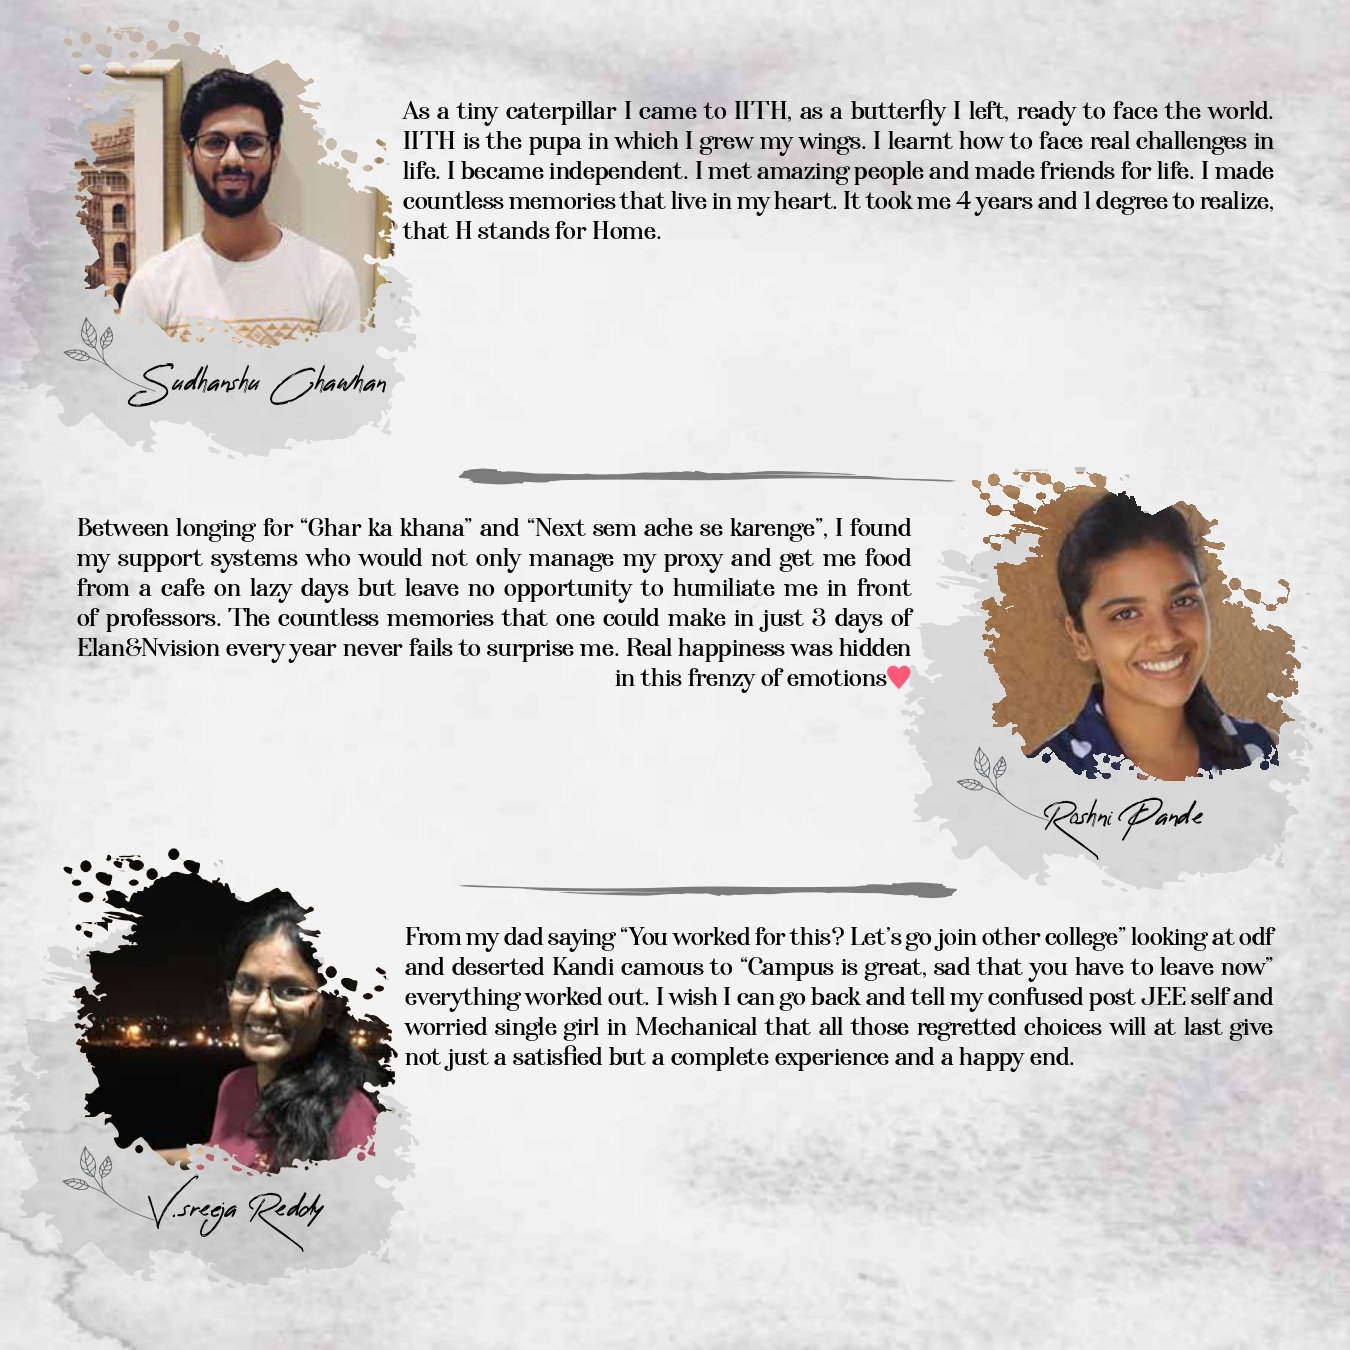 As a tiny caterpillar I came to IITH, as a butterfly I left, ready to face the world.
IITH is the pupa in which I grew my wings. I learnt how to face real challenges in
life. I became independent. I met amazing people and made friends for life. I made
countless memories that live in my heart. It took me 4 years and 1 degree to realize,
that H stands for Home.
Sudhanshu Chawhan
Between longing for “Ghar ka khana” and “Next sem ache se karenge”, I found
my support systems who would not only manage my proxy and get me food
from a cafe on lazy days but leave no opportunity to humiliate me in front
of professors. The countless memories that one could make in just 3 days of
Elan&Nvision every year never fails to surprise me. Real happiness was hidden
in this frenzy of emotions❤
Roshni Pande
From my dad saying “You worked for this? Let’s go join other college” looking at odf
and deserted Kandi camous to “Campus is great, sad that you have to leave now”
everything worked out. I wish I can go back and tell my confused post JEE self and
worried single girl in Mechanical that all those regretted choices will at last give
not just a satisfied but a complete experience and a happy end.
V.sreeja Reddy